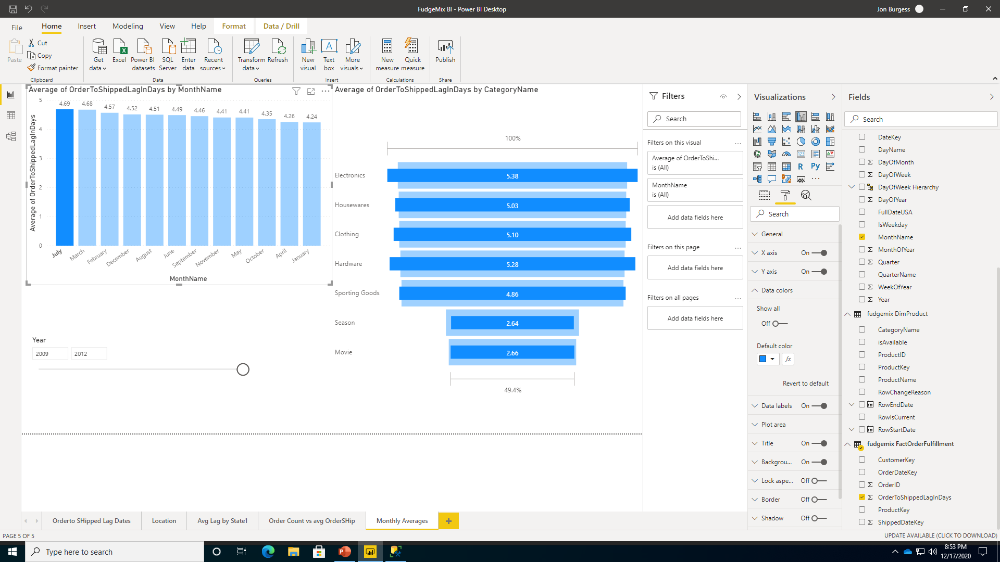 FudgeMix BI - Power BI Desktop
Jon Burgess
File
Home
Insert
Modeling
View
Help
Format
Data / Drill
Paste
Cut
Copy
Format painter
Clipboard
Get data
Excel
Power BI datasets
SQL Server
Enter data
Recent sources
Data
Transform data
Refresh
Queries
New visual
Text box
More visuals
Insert
New measure
Quick measure
Calculations
Publish
Share
Average of OrderToShippedLagInDays by MonthName
Average of OrderToShippedLagInDays
5
4
3
2
1
0
4.69
4.68
4.57
4.52
4.51
4.49
4.46
4.41
4.41
4.35
4.26
4.24
July
March
February
December
August
June
September
November
May
October
April
January
MonthName
Year
2009
2012
Average of OrderToShippedLagInDays by CategoryName
100%
Electronics
5.38
Housewares
5.03
Clothing
5.10
Hardware
5.28
Sporting Goods
4.86
Season
2.64
Movie
2.66
49.4%
Filters
Search
Filters on this visual
...
Average of OrderToShi...
is (All)
MonthName
is (All)
Add data fields here
Filters on this page
...
Add data fields here
Filters on all pages
...
Add data fields here
Visualizations
123
R
Py
Search
General
X axis On
Y axis On
Data colors
Show all
Off
Default color
fx
Revert to default
Data labels On
Plot area
Title On
Backgrou... On
Lock aspe... Off
Border Off
Shadow Off
Fields
Search
DateKey
DayName
Σ DayOfMonth
Σ DayOfWeek
DayOfWeek Hierarchy
Σ DayOfYear
FullDateUSA
IsWeekday
MonthName
Σ MonthOfYear
Σ Quarter
QuarterName
Σ WeekOfYear
Σ Year
fudgemix DimProduct
CategoryName
isAvailable
ProductID
ProductKey
ProductName
RowChangeReason
RowEndDate
RowIsCurrent
RowStartDate
fudgemix FactOrderFulfillment
CustomerKey
OrderDateKey
Σ OrderID
Σ OrderToShippedLagInDays
ProductKey
Σ ShippedDateKey
Orderto SHipped Lag Dates
Location
Avg Lag by State1
Order Count vs avg OrderSHip
Monthly Averages
+
PAGE 5 OF 5
UPDATE AVAILABLE (CLICK TO DOWNLOAD)
Type here to search
8:53 PM
12/17/2020